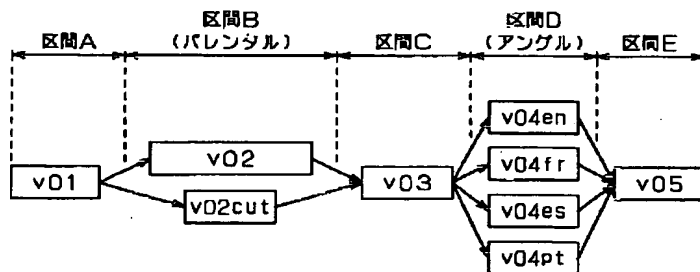 区間A
区間B
(パレンタル)
区間C
区間D
(アングル)
区間E
v01
v02
v02cut
v03
v04en
v04fr
v04es
v04pt
v05